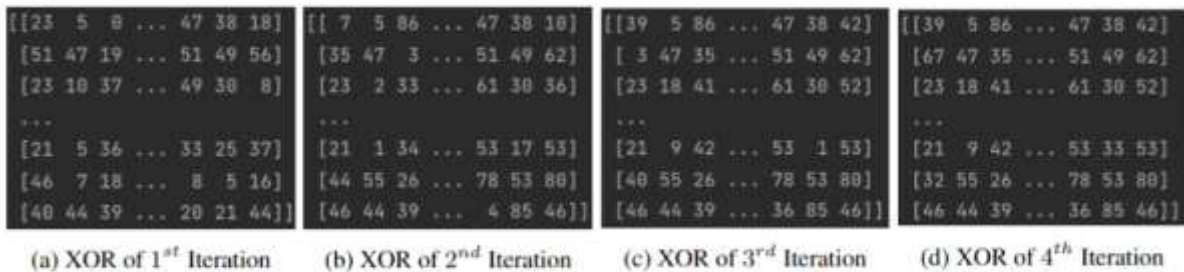 [[23 5 0 ... 47 38 18]
[51 47 19 ... 51 49 56]
[23 10 37 ... 49 30 8]
...
[21 5 36 ... 33 25 37]
[46 7 18 ... 8 5 16]
[40 44 39 ... 20 21 44]]
(a) XOR of 1st Iteration
[[ 7 5 86 ... 47 38 10]
[35 47 3 ... 51 49 62]
[23 2 33 ... 61 30 36]
...
[21 1 34 ... 53 17 53]
[44 55 26 ... 78 53 80]
[46 44 39 ... 4 85 46]]
(b) XOR of 2nd Iteration
[[39 5 86 ... 47 38 42]
[ 3 47 35 ... 51 49 62]
[23 18 41 ... 61 30 52]
...
[21 9 42 ... 53 1 53]
[40 55 26 ... 78 53 80]
[46 44 39 ... 36 85 46]]
(c) XOR of 3rd Iteration
[[39 5 86 ... 47 38 42]
[67 47 35 ... 51 49 62]
[23 18 41 ... 61 30 52]
...
[21 9 42 ... 53 33 53]
[32 55 26 ... 78 53 80]
[46 44 39 ... 36 85 46]]
(d) XOR of 4th Iteration